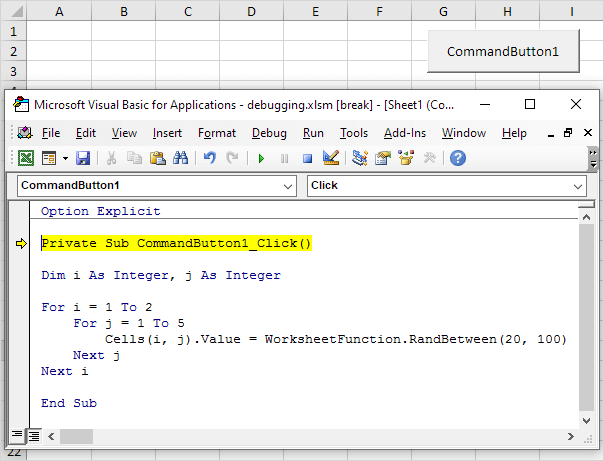 A B C D E F G H I
1
2
3
CommandButton1
Microsoft Visual Basic for Applications - debugging.xlsm [break] - [Sheet1 (Co...
File Edit View Insert Format Debug Run Tools Add-Ins Window Help
CommandButton1 Click
Option Explicit
Private Sub CommandButton1_Click()
Dim i As Integer, j As Integer
For i = 1 To 2
For j = 1 To 5
Cells(i, j).Value = WorksheetFunction.RandBetween(20, 100)
Next j
Next i
End Sub
22